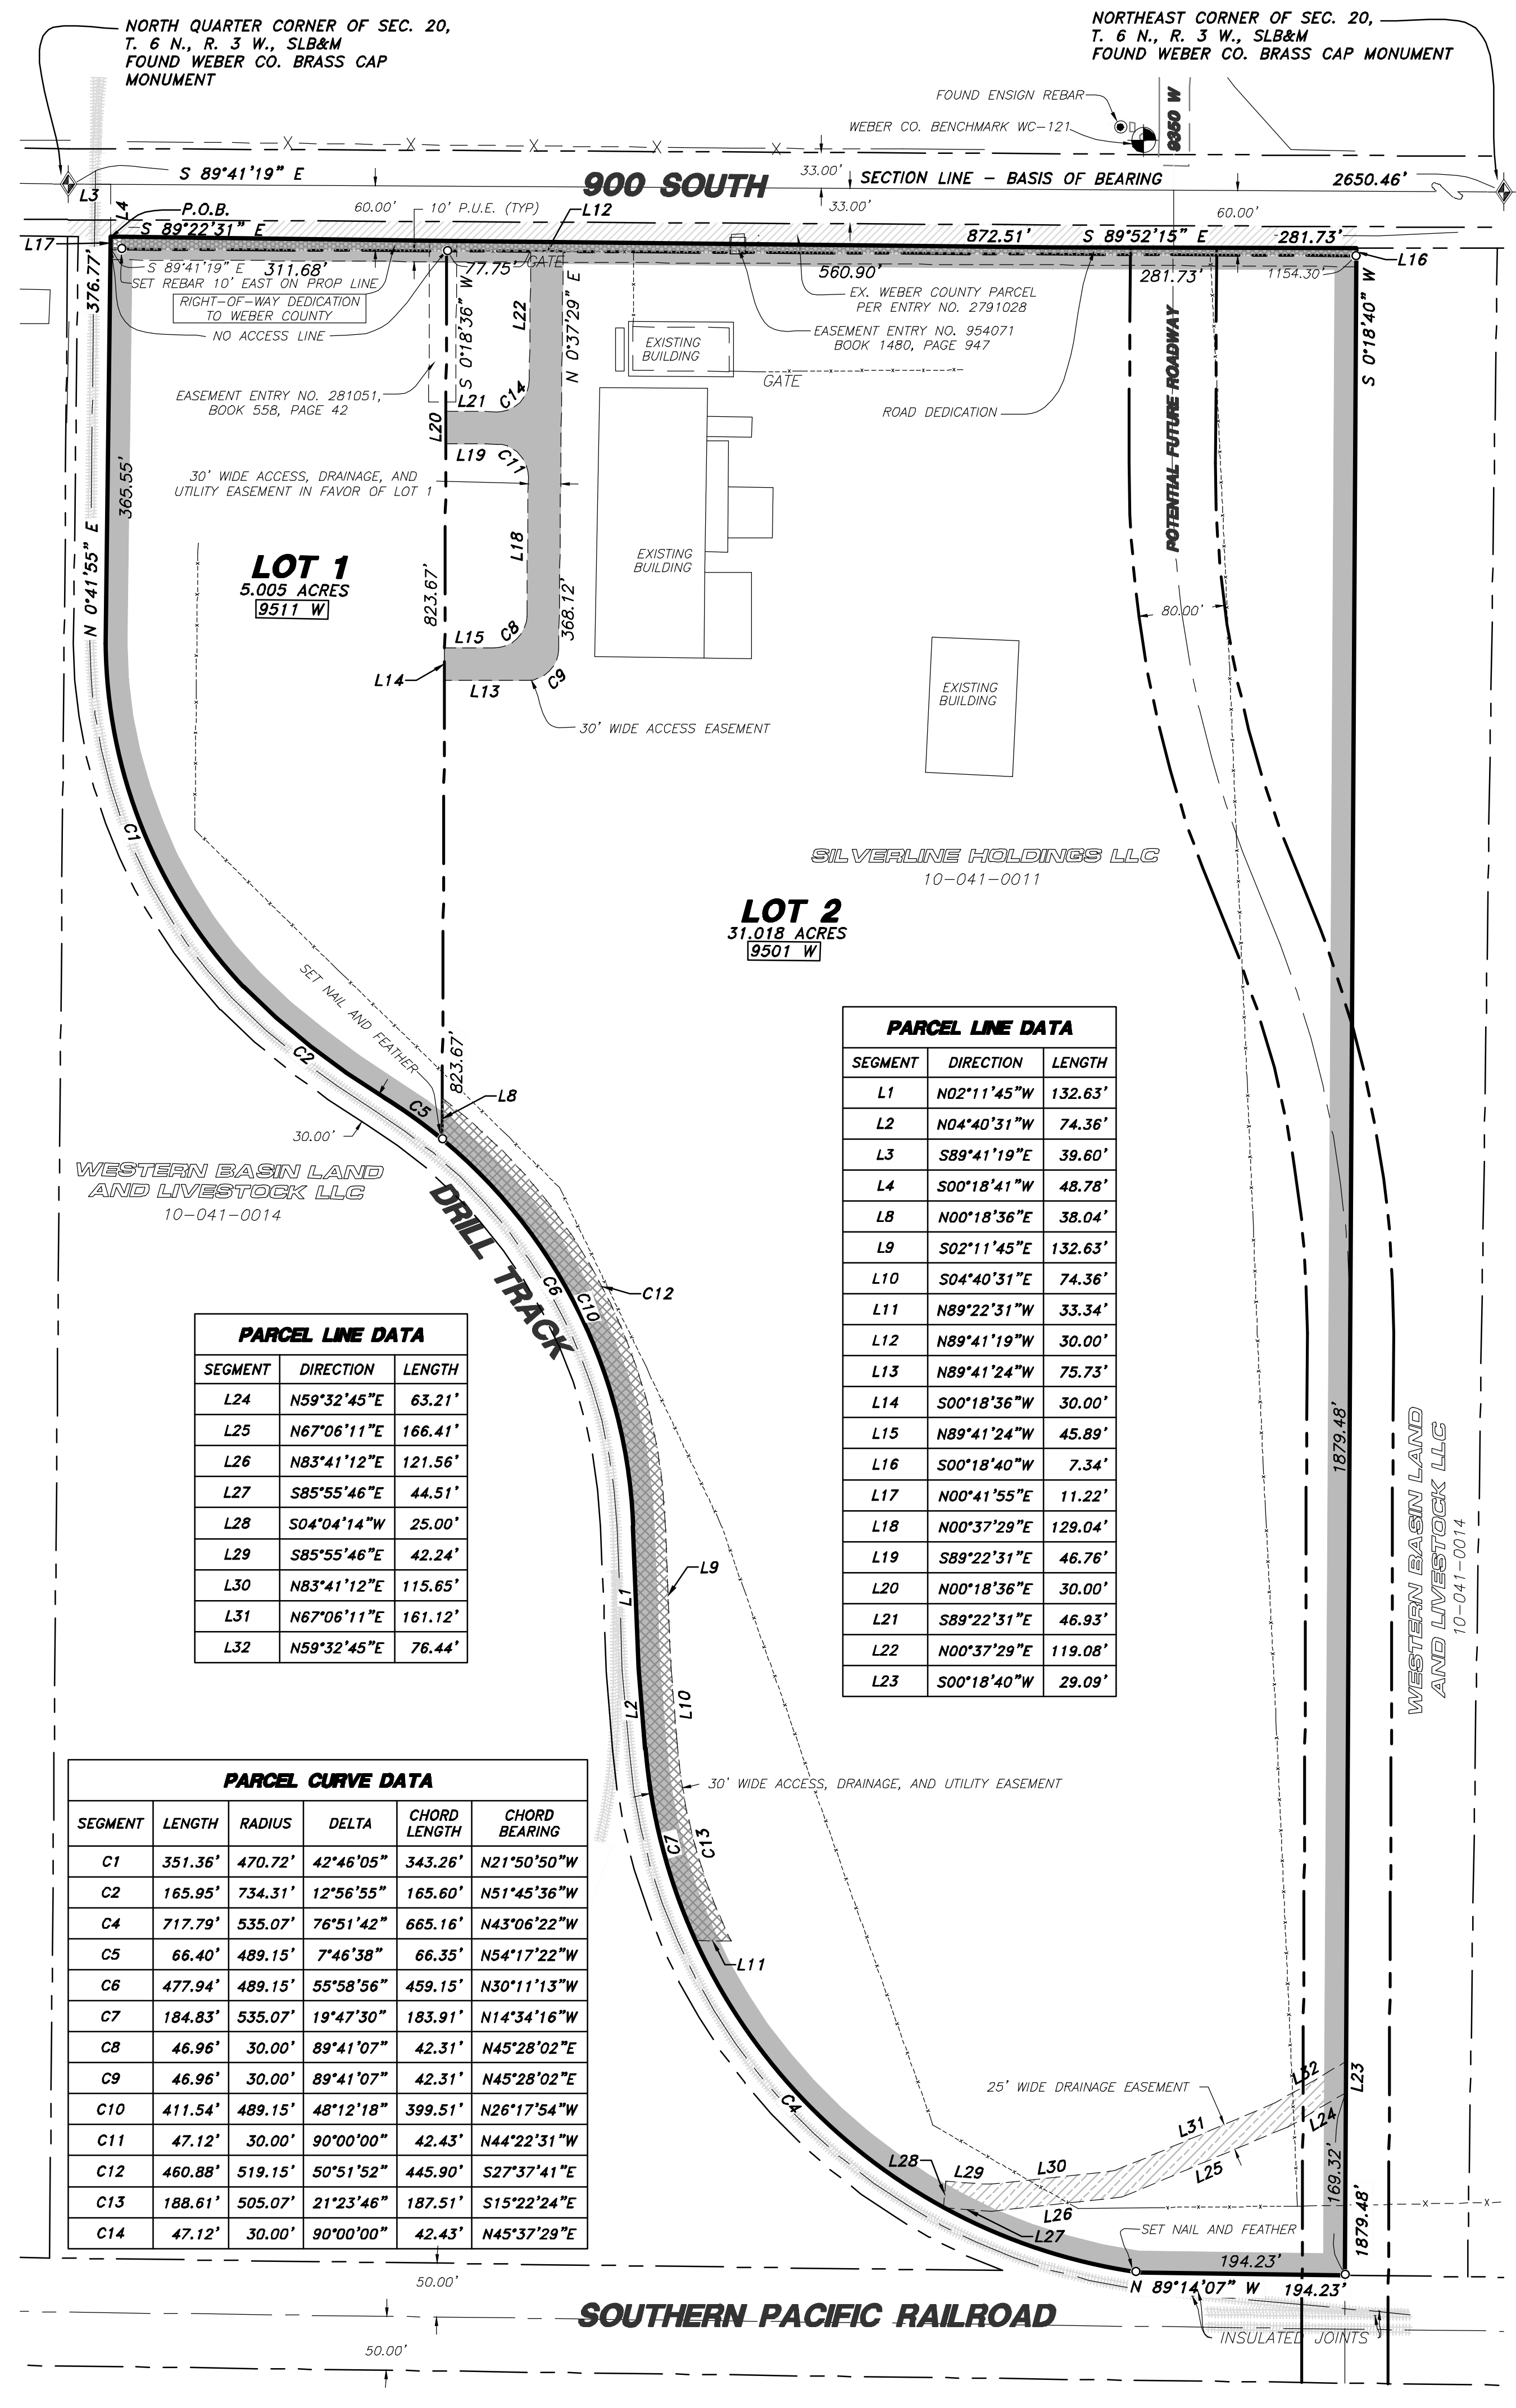 NORTH QUARTER CORNER OF SEC. 20,
T. 6 N., R. 3 W., SLB&M
FOUND WEBER CO. BRASS CAP
MONUMENT
NORTHEAST CORNER OF SEC. 20,
T. 6 N., R. 3 W., SLB&M
FOUND WEBER CO. BRASS CAP MONUMENT
FOUND ENSIGN REBAR
WEBER CO. BENCHMARK WC-121
9350 W
S 89°41'19" E
900 SOUTH
33.00'
SECTION LINE - BASIS OF BEARING
2650.46'
L3
L4
P.O.B.
60.00'
10' P.U.E. (TYP)
L12
33.00'
60.00'
L17
S 89°22'31" E
872.51'
S 89°52'15" E
281.73'
L16
376.77'
S 89°41'19" E
311.68'
77.75'
GATE
560.90'
281.73'
1154.30'
SET REBAR 10' EAST ON PROP LINE
RIGHT-OF-WAY DEDICATION
TO WEBER COUNTY
NO ACCESS LINE
S 0°18'36" W
L22
N 0°37'29" E
EX. WEBER COUNTY PARCEL
PER ENTRY NO. 2791028
EASEMENT ENTRY NO. 954071
BOOK 1480, PAGE 947
EXISTING
BUILDING
GATE
S 0°18'40" W
POTENTIAL FUTURE ROADWAY
EASEMENT ENTRY NO. 281051,
BOOK 558, PAGE 42
L21
C14
L20
ROAD DEDICATION
L19
C11
365.55'
30' WIDE ACCESS, DRAINAGE, AND
UTILITY EASEMENT IN FAVOR OF LOT 1
N 0°41'55" E
L18
EXISTING
BUILDING
LOT 1
5.005 ACRES
9511 W
823.67'
368.12'
80.00'
L15
C8
L14
L13
C9
EXISTING
BUILDING
30' WIDE ACCESS EASEMENT
C1
SILVERLINE HOLDINGS LLC
10-041-0011
LOT 2
31.018 ACRES
9501 W
SET NAIL AND FEATHER
C2
823.67'
L8
C5
30.00'
WESTERN BASIN LAND
AND LIVESTOCK LLC
10-041-0014
DRILL TRACK
C6
C10
C12
PARCEL LINE DATA
SEGMENT DIRECTION LENGTH
L1 N02°11'45"W 132.63'
L2 N04°40'31"W 74.36'
L3 S89°41'19"E 39.60'
L4 S00°18'41"W 48.78'
L8 N00°18'36"E 38.04'
L9 S02°11'45"E 132.63'
L10 S04°40'31"E 74.36'
L11 N89°22'31"W 33.34'
L12 N89°41'19"W 30.00'
L13 N89°41'24"W 75.73'
L14 S00°18'36"W 30.00'
L15 N89°41'24"W 45.89'
L16 S00°18'40"W 7.34'
L17 N00°41'55"E 11.22'
L18 N00°37'29"E 129.04'
L19 S89°22'31"E 46.76'
L20 N00°18'36"E 30.00'
L21 S89°22'31"E 46.93'
L22 N00°37'29"E 119.08'
L23 S00°18'40"W 29.09'
PARCEL LINE DATA
SEGMENT DIRECTION LENGTH
L24 N59°32'45"E 63.21'
L25 N67°06'11"E 166.41'
L26 N83°41'12"E 121.56'
L27 S85°55'46"E 44.51'
L28 S04°04'14"W 25.00'
L29 S85°55'46"E 42.24'
L30 N83°41'12"E 115.65'
L31 N67°06'11"E 161.12'
L32 N59°32'45"E 76.44'
1879.48'
WESTERN BASIN LAND
AND LIVESTOCK LLC
10-041-0014
L9
L1
L2
L10
30' WIDE ACCESS, DRAINAGE, AND UTILITY EASEMENT
C7
C13
L11
PARCEL CURVE DATA
SEGMENT LENGTH RADIUS DELTA CHORD LENGTH CHORD BEARING
C1 351.36' 470.72' 42°46'05" 343.26' N21°50'50"W
C2 165.95' 734.31' 12°56'55" 165.60' N51°45'36"W
C4 717.79' 535.07' 76°51'42" 665.16' N43°06'22"W
C5 66.40' 489.15' 7°46'38" 66.35' N54°17'22"W
C6 477.94' 489.15' 55°58'56" 459.15' N30°11'13"W
C7 184.83' 535.07' 19°47'30" 183.91' N14°34'16"W
C8 46.96' 30.00' 89°41'07" 42.31' N45°28'02"E
C9 46.96' 30.00' 89°41'07" 42.31' N45°28'02"E
C10 411.54' 489.15' 48°12'18" 399.51' N26°17'54"W
C11 47.12' 30.00' 90°00'00" 42.43' N44°22'31"W
C12 460.88' 519.15' 50°51'52" 445.90' S27°37'41"E
C13 188.61' 505.07' 21°23'46" 187.51' S15°22'24"E
C14 47.12' 30.00' 90°00'00" 42.43' N45°37'29"E
C4
25' WIDE DRAINAGE EASEMENT
L32
L23
L31
L24
L28
L29
L30
L25
L26
L27
169.32'
1879.48'
SET NAIL AND FEATHER
194.23'
N 89°14'07" W
194.23'
50.00'
SOUTHERN PACIFIC RAILROAD
INSULATED JOINTS
50.00'